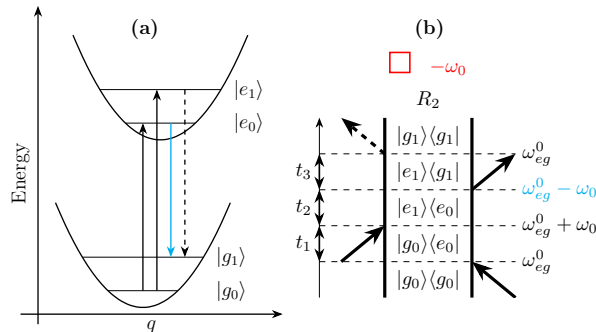 (a)
Energy
|e₁⟩
|e₀⟩
|g₁⟩
|g₀⟩
q
(b)
−ω₀
R₂
|g₁⟩⟨g₁| ω⁰ₑg
t₃ |e₁⟩⟨g₁|
ω⁰ₑg − ω₀
t₂ |e₁⟩⟨e₀|
ω⁰ₑg + ω₀
t₁ |g₀⟩⟨e₀|
ω⁰ₑg
|g₀⟩⟨g₀|